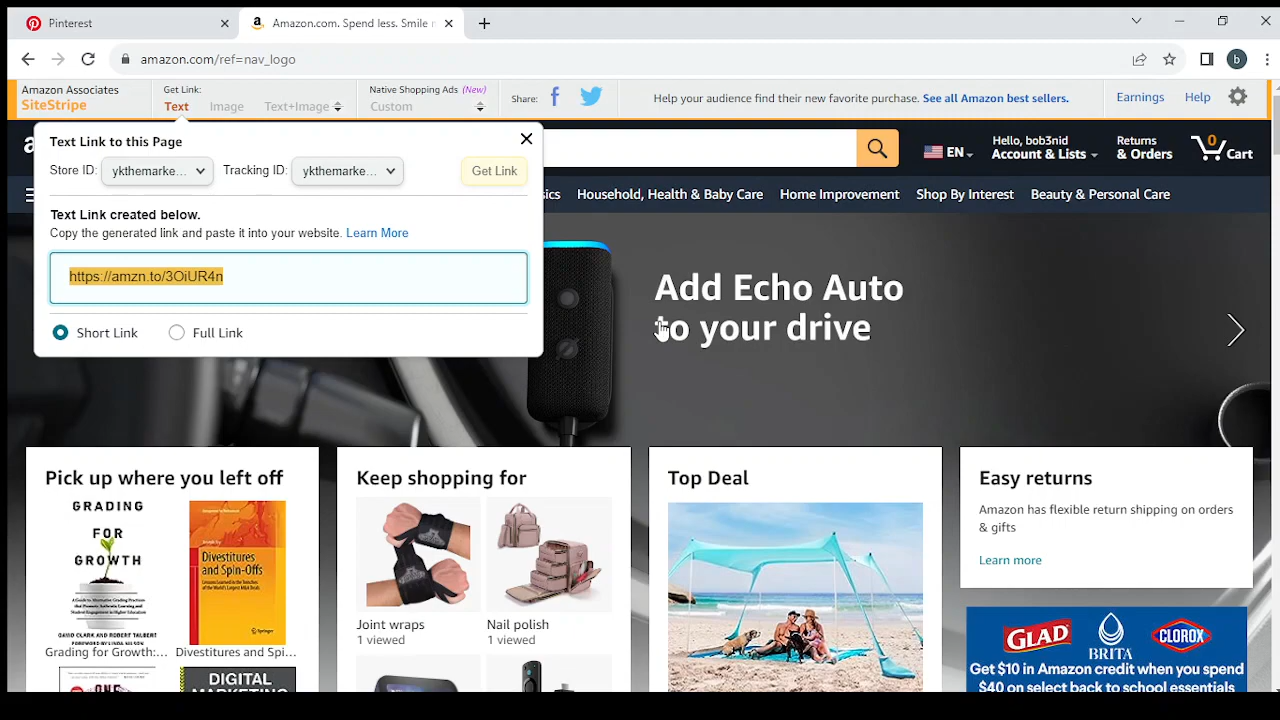 Pinterest
Amazon.com. Spend less. Smile
amazon.com/ref=nav_logo
b
Amazon Associates
SiteStripe
Get Link:
Text
Image
Text+Image
Native Shopping Ads (New)
Custom
Share:
Help your audience find their new favorite purchase. See all Amazon best sellers.
Earnings
Help
Text Link to this Page
Store ID:
ykthemarke...
Tracking ID:
ykthemarke...
Get Link
Text Link created below.
Copy the generated link and paste it into your website. Learn More
https://amzn.to/3OiUR4n
Short Link
Full Link
EN
Hello, bob3nid
Account & Lists
Returns
& Orders
0
Cart
Household, Health & Baby Care
Home Improvement
Shop By Interest
Beauty & Personal Care
Add Echo Auto
to your drive
Pick up where you left off
GRADING
FOR
GROWTH
DAVID CLARK AND ROBERT TALBERT
Grading for Growth:...
Divestitures
and Spin-Offs
Springer
Divestitures and Spi...
DIGITAL
MARKETING
Keep shopping for
Joint wraps
1 viewed
Nail polish
1 viewed
Top Deal
Easy returns
Amazon has flexible return shipping on orders
& gifts
Learn more
GLAD
BRITA
CLOROX
Get $10 in Amazon credit when you spend
$40 on select back to school essentials